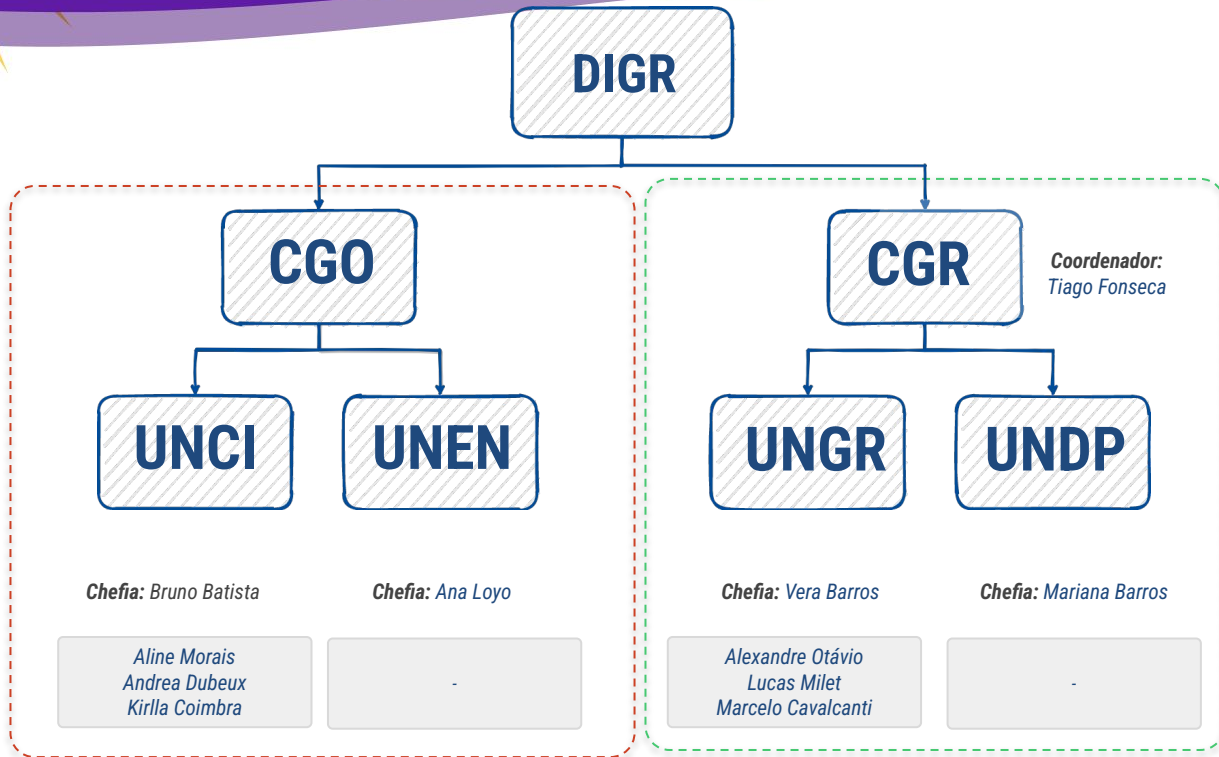 DIGR
CGO
CGR
Coordenador:
Tiago Fonseca
UNCI
UNEN
UNGR
UNDP
Chefia: Bruno Batista
Chefia: Ana Loyo
Chefia: Vera Barros
Chefia: Mariana Barros
Aline Morais
Andrea Dubeux
Kirlla Coimbra
-
Alexandre Otávio
Lucas Milet
Marcelo Cavalcanti
-